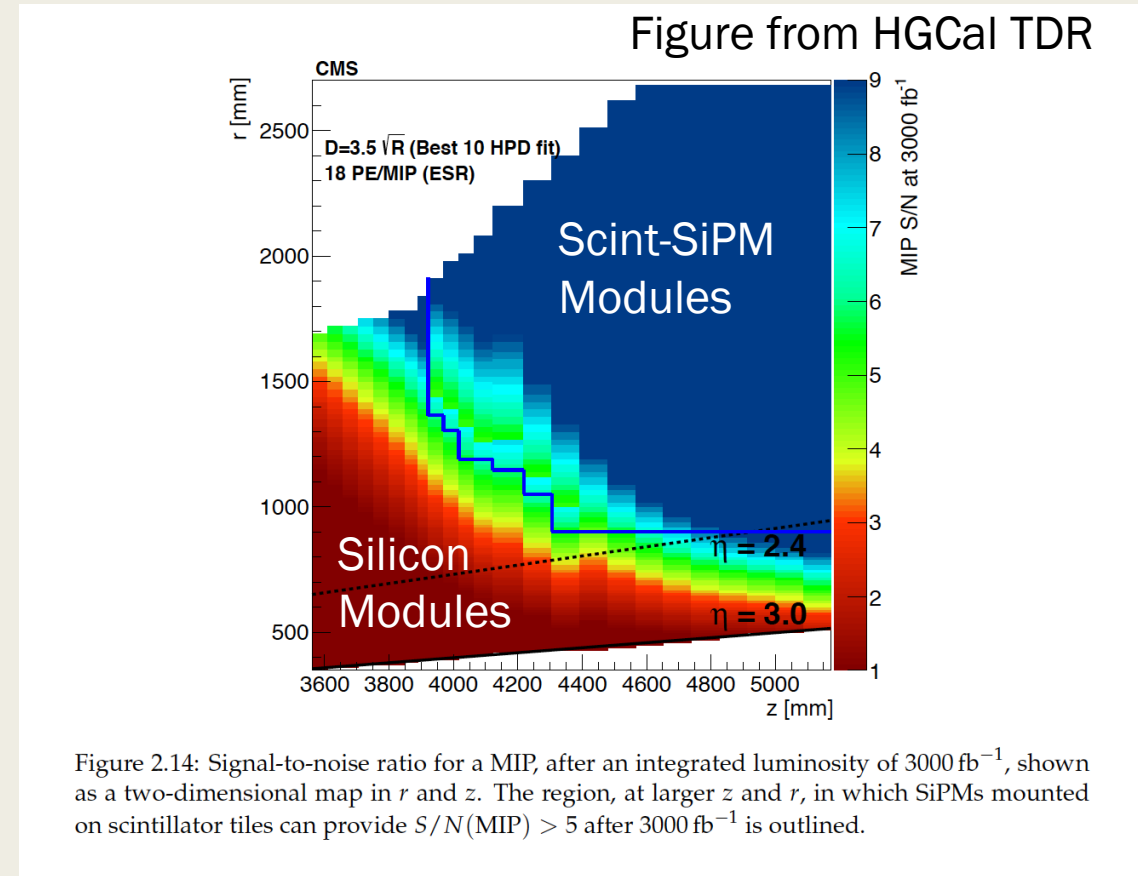 Figure from HGCal TDR
CMS
r [mm]
2500
2000
1500
1000
500
D=3.5 √R (Best 10 HPD fit)
18 PE/MIP (ESR)
Scint-SiPM
Modules
Silicon
Modules
η = 2.4
η = 3.0
3600 3800 4000 4200 4400 4600 4800 5000
z [mm]
9
8
7
6
5
4
3
2
1
MIP S/N at 3000 fb⁻¹
Figure 2.14: Signal-to-noise ratio for a MIP, after an integrated luminosity of 3000 fb⁻¹, shown
as a two-dimensional map in r and z. The region, at larger z and r, in which SiPMs mounted
on scintillator tiles can provide S/N(MIP) > 5 after 3000 fb⁻¹ is outlined.